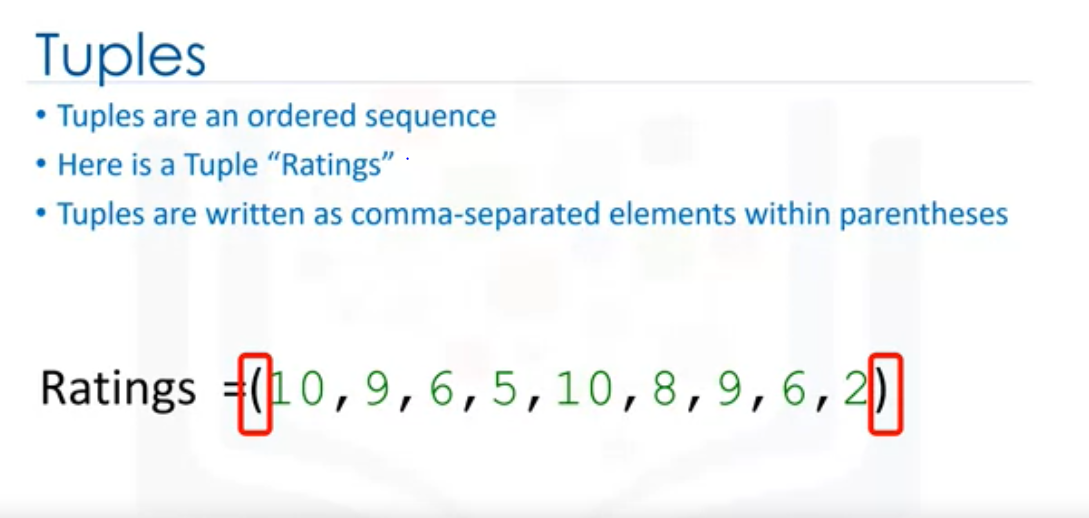 Tuples
• Tuples are an ordered sequence
• Here is a Tuple “Ratings”
• Tuples are written as comma-separated elements within parentheses
Ratings =(10,9,6,5,10,8,9,6,2)